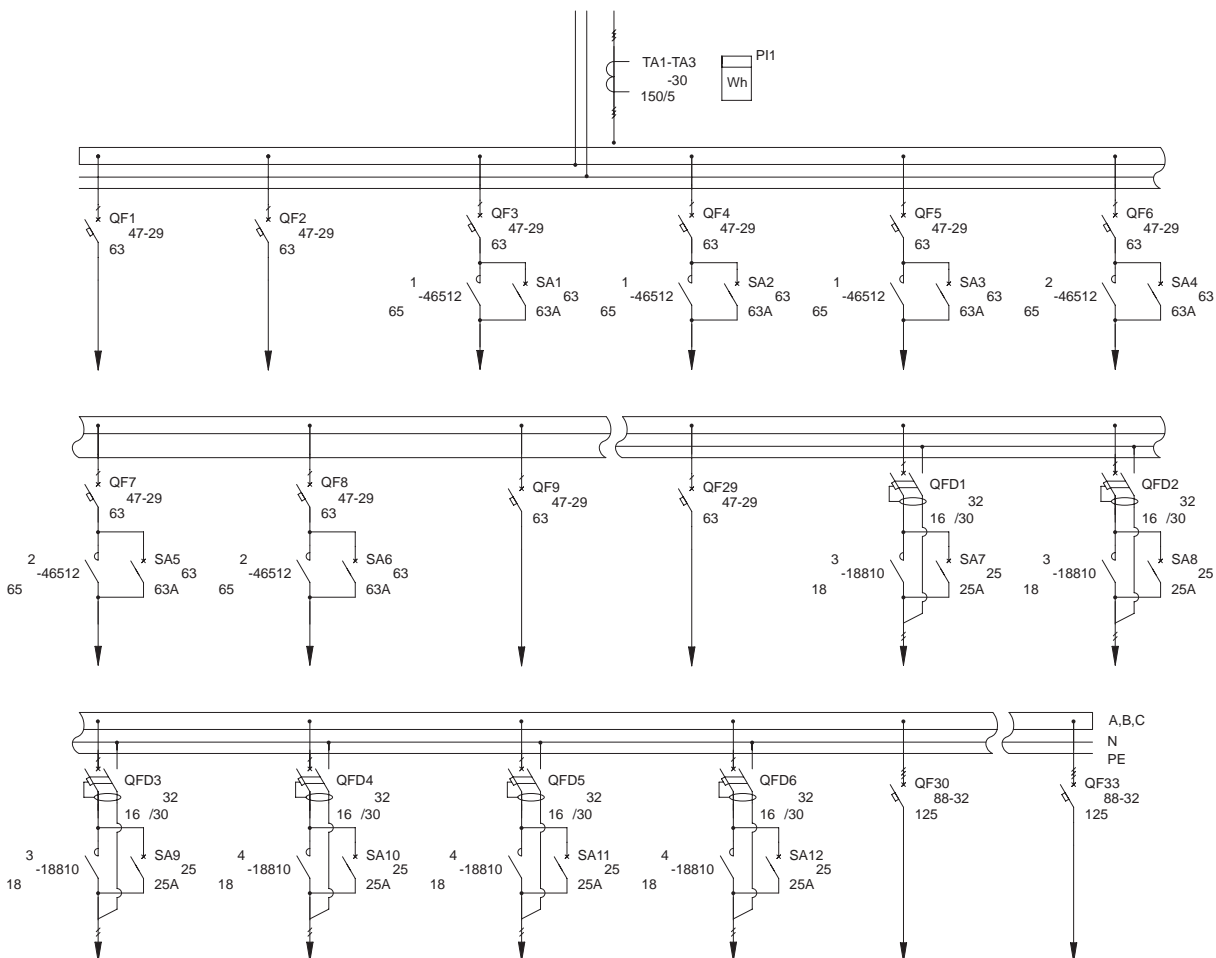 TA1-TA3
-30
150/5
PI1
Wh
QF1
47-29
63
QF2
47-29
63
QF3
47-29
63
QF4
47-29
63
QF5
47-29
63
QF6
47-29
63
1
-46512
65
SA1
63
63A
1
-46512
65
SA2
63
63A
1
-46512
65
SA3
63
63A
2
-46512
65
SA4
63
63A
QF7
47-29
63
QF8
47-29
63
QF9
47-29
63
QF29
47-29
63
QFD1
32
16 /30
QFD2
32
16 /30
2
-46512
65
SA5
63
63A
2
-46512
65
SA6
63
63A
3
-18810
18
SA7
25
25A
3
-18810
18
SA8
25
25A
A,B,C
N
PE
QFD3
32
16 /30
QFD4
32
16 /30
QFD5
32
16 /30
QFD6
32
16 /30
QF30
88-32
125
QF33
88-32
125
3
-18810
18
SA9
25
25A
4
-18810
18
SA10
25
25A
4
-18810
18
SA11
25
25A
4
-18810
18
SA12
25
25A